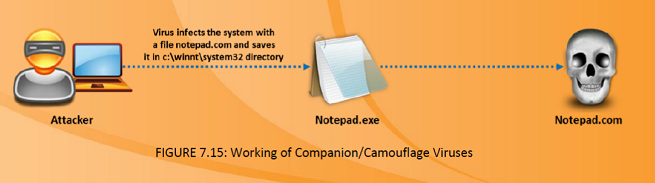 Virus infects the system with
a file notepad.com and saves
it in c:\winnt\system32 directory
Attacker
Notepad.exe
Notepad.com
FIGURE 7.15: Working of Companion/Camouflage Viruses